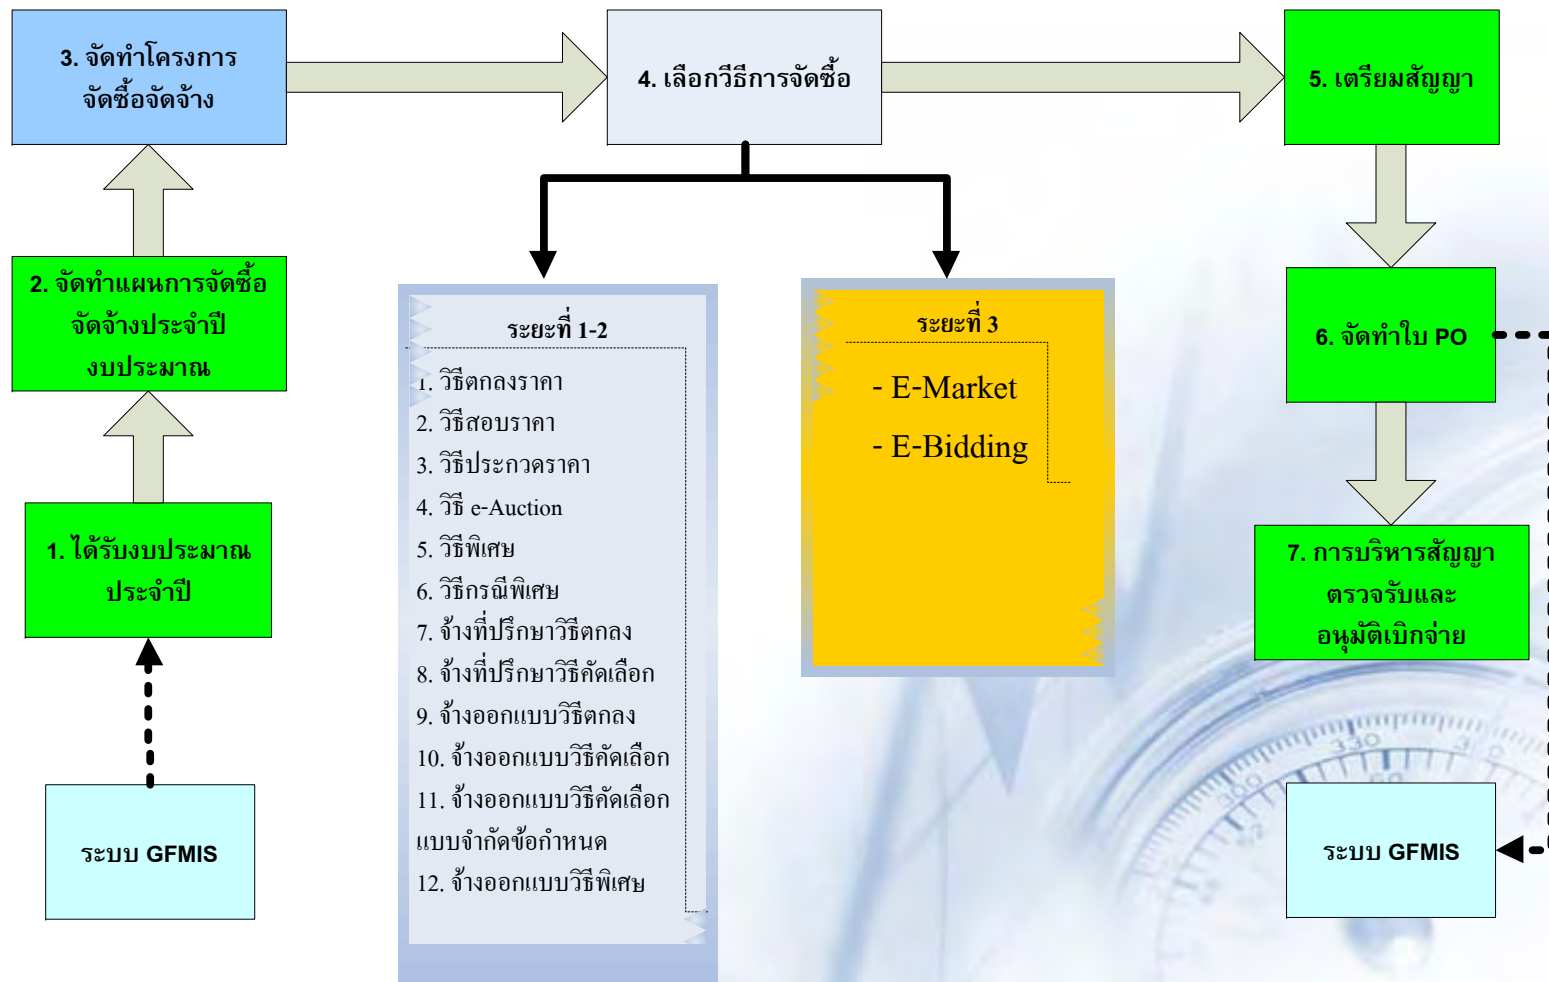 3. จัดทำโครงการ
จัดซื้อจัดจ้าง
4. เลือกวีธีการจัดซื้อ
5. เตรียมสัญญา
2. จัดทำแผนการจัดซื้อ
จัดจ้างประจำปี
งบประมาณ
1. ได้รับงบประมาณ
ประจำปี
ระบบ GFMIS
ระยะที่ 1-2
1. วิธีตกลงราคา
2. วิธีสอบราคา
3. วิธีประกวดราคา
4. วิธี e-Auction
5. วิธีพิเศษ
6. วิธีกรณีพิเศษ
7. จ้างที่ปรึกษาวิธีตกลง
8. จ้างที่ปรึกษาวิธีคัดเลือก
9. จ้างออกแบบวิธีตกลง
10. จ้างออกแบบวิธีคัดเลือก
11. จ้างออกแบบวิธีคัดเลือก
แบบจำกัดข้อกำหนด
12. จ้างออกแบบวิธีพิเศษ
ระยะที่ 3
- E-Market
- E-Bidding
6. จัดทำใบ PO
7. การบริหารสัญญา
ตรวจรับและ
อนุมัติเบิกจ่าย
330
300
ระบบ GFMIS